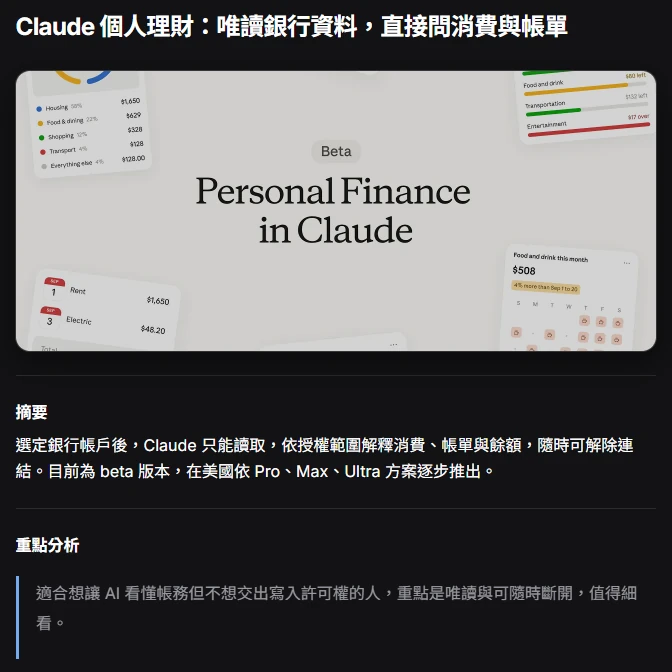 Claude 個人理財：唯讀銀行資料，直接問消費與帳單
Housing 58% $1,650
Food & dining 22% $629
Shopping 12% $328
Transport 4% $128
Everything else 4% $128.00
$80 left
Food and drink
$132 left
Transportation
$17 over
Entertainment
Beta
Personal Finance
in Claude
SEP
1 Rent $1,650
SEP
3 Electric $48.20
Total
Food and drink this month
$508
4% more than Sep 1 to 20
S M T W T F S
摘要
選定銀行帳戶後，Claude 只能讀取，依授權範圍解釋消費、帳單與餘額，隨時可解除連
結。目前為 beta 版本，在美國依 Pro、Max、Ultra 方案逐步推出。
重點分析
適合想讓 AI 看懂帳務但不想交出寫入許可權的人，重點是唯讀與可隨時斷開，值得細
看。